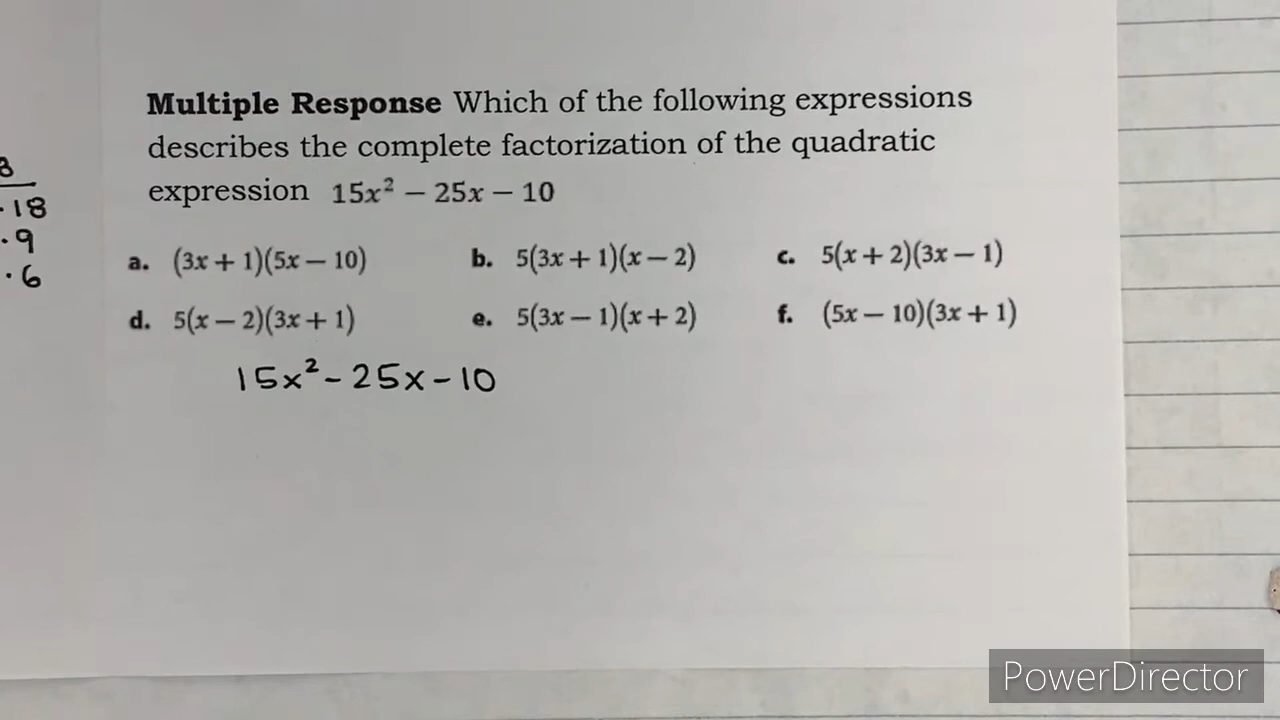 Multiple Response Which of the following expressions
describes the complete factorization of the quadratic
expression 15x² – 25x – 10
a. (3x + 1)(5x – 10) b. 5(3x + 1)(x – 2) c. 5(x + 2)(3x – 1)
d. 5(x – 2)(3x + 1) e. 5(3x – 1)(x + 2) f. (5x – 10)(3x + 1)
15x² - 25x - 10
8
·18
·9
·6
PowerDirector